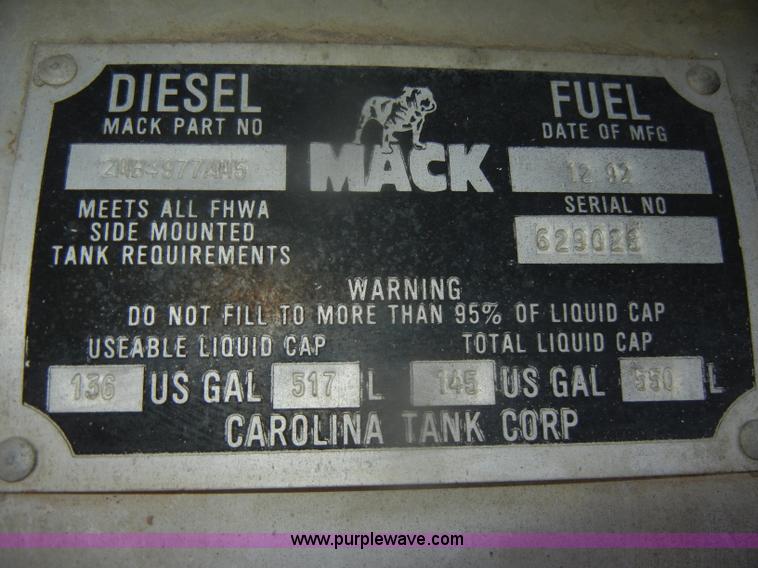 DIESEL
FUEL
MACK PART NO
DATE OF MFG
MACK
12 92
MEETS ALL FHWA
SIDE MOUNTED
TANK REQUIREMENTS
SERIAL NO
WARNING
DO NOT FILL TO MORE THAN 95% OF LIQUID CAP
USEABLE LIQUID CAP
TOTAL LIQUID CAP
136 US GAL 517 L 145 US GAL 550 L
CAROLINA TANK CORP
www.purplewave.com